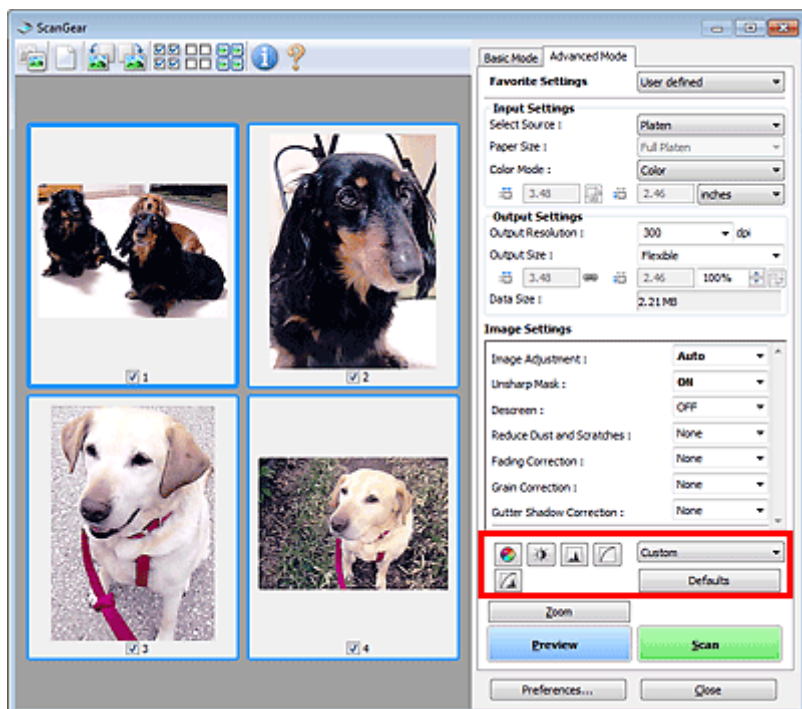 ScanGear
Basic Mode Advanced Mode
Favorite Settings User defined
Input Settings
Select Source : Platen
Paper Size : Full Platen
Color Mode : Color
3.48 2.46 inches
Output Settings
Output Resolution : 300 dpi
Output Size : Flexible
3.48 2.46 100%
Data Size : 2.21 MB
Image Settings
Image Adjustment : Auto
Unsharp Mask : ON
Descreen : OFF
Reduce Dust and Scratches : None
Fading Correction : None
Grain Correction : None
Gutter Shadow Correction : None
Custom
Defaults
Zoom
Preview Scan
Preferences... Close
1 2
3 4